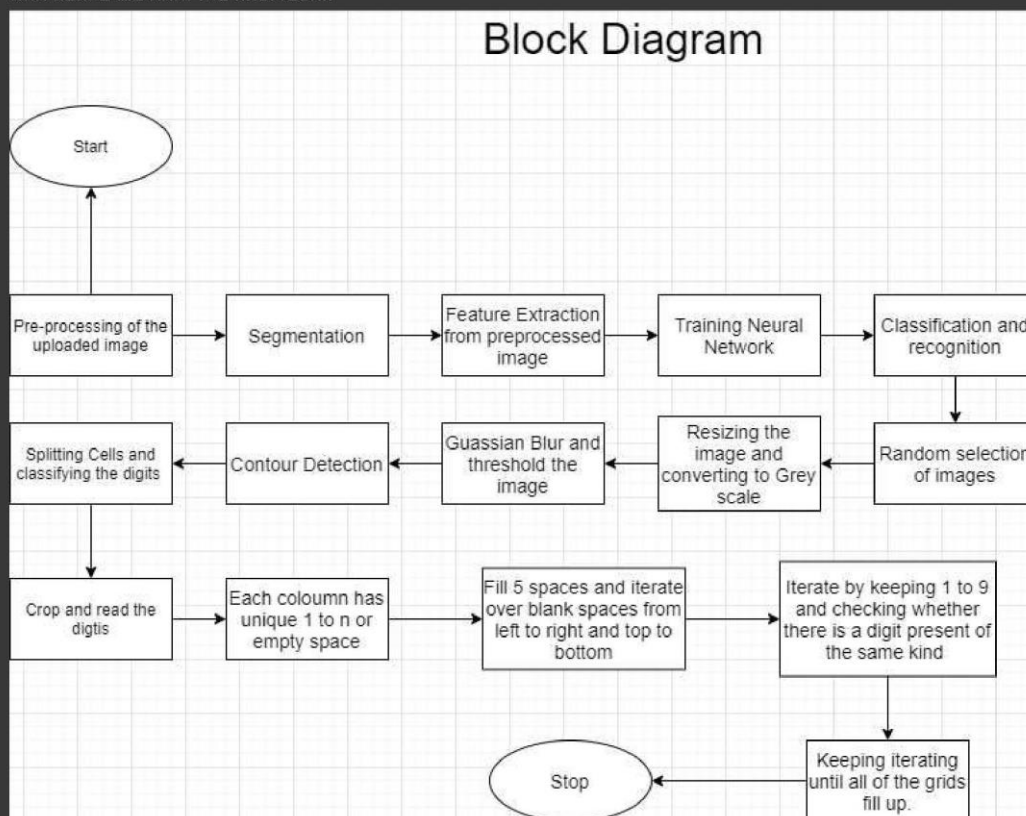 Block Diagram
Start
Pre-processing of the
uploaded image
Segmentation
Feature Extraction
from preprocessed
image
Training Neural
Network
Classification and
recognition
Random selection
of images
Resizing the
image and
converting to Grey
scale
Guassian Blur and
threshold the
image
Contour Detection
Splitting Cells and
classifying the digits
Crop and read the
digtis
Each coloumn has
unique 1 to n or
empty space
Fill 5 spaces and iterate
over blank spaces from
left to right and top to
bottom
Iterate by keeping 1 to 9
and checking whether
there is a digit present of
the same kind
Keeping iterating
until all of the grids
fill up.
Stop